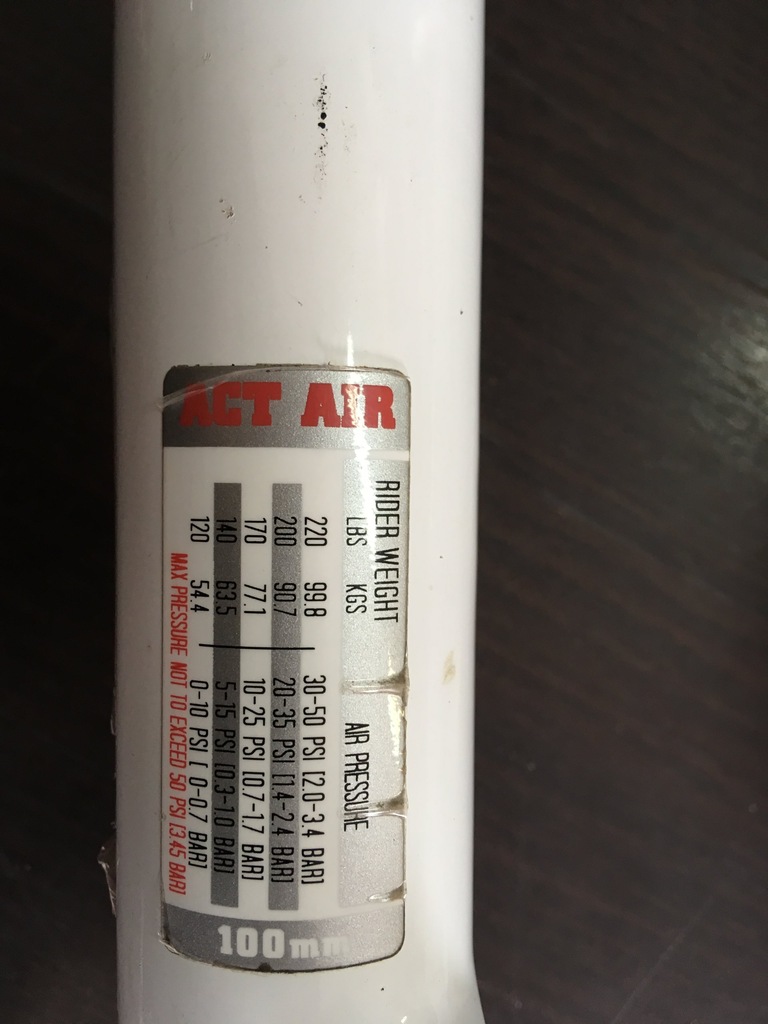 ACT AIR
RIDER WEIGHT AIR PRESSURE
LBS KGS
220 99.8 30-50 PSI [2.0-3.4 BAR]
200 90.7 20-35 PSI [1.4-2.4 BAR]
170 77.1 10-25 PSI [0.7-1.7 BAR]
140 63.5 5-15 PSI [0.3-1.0 BAR]
120 54.4 0-10 PSI [ 0-0.7 BAR]
MAX PRESSURE NOT TO EXCEED 50 PSI [3.45 BAR]
100mm